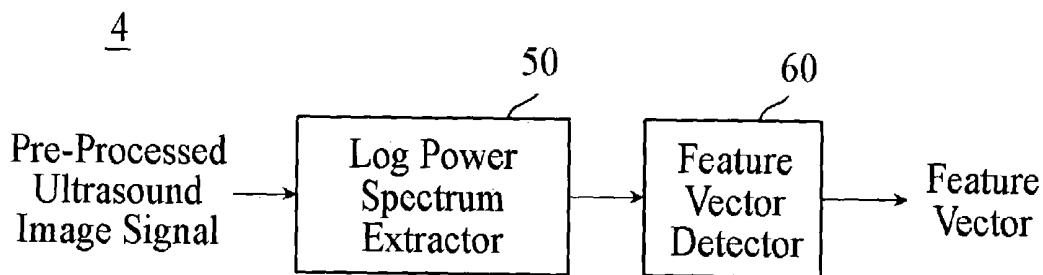 4
50
60
Pre-Processed
Ultrasound
Image Signal
Log Power
Spectrum
Extractor
Feature
Vector
Detector
Feature
Vector